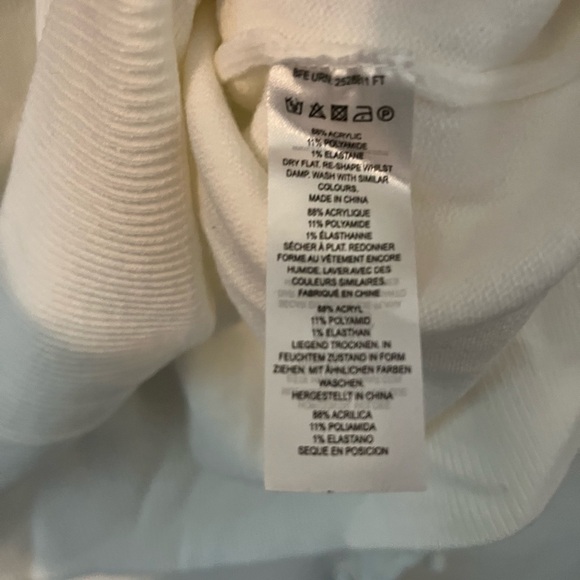 88% ACRYLIC
11% POLYAMIDE
1% ELASTANE
DRY FLAT. RE-SHAPE WHILST
DAMP. WASH WITH SIMILAR
COLOURS.
MADE IN CHINA
88% ACRYLIQUE
11% POLYAMIDE
1% ÉLASTHANNE
SÉCHER À PLAT. REDONNER
FORME AU VÊTEMENT ENCORE
HUMIDE. LAVER AVEC DES
COULEURS SIMILAIRES.
FABRIQUÉ EN CHINE
88% ACRYL
11% POLYAMID
1% ELASTHAN
LIEGEND TROCKNEN. IN
FEUCHTEM ZUSTAND IN FORM
ZIEHEN. MIT ÄHNLICHEN FARBEN
WASCHEN.
HERGESTELLT IN CHINA
88% ACRILICA
11% POLIAMIDA
1% ELASTANO
SEQUE EN POSICION